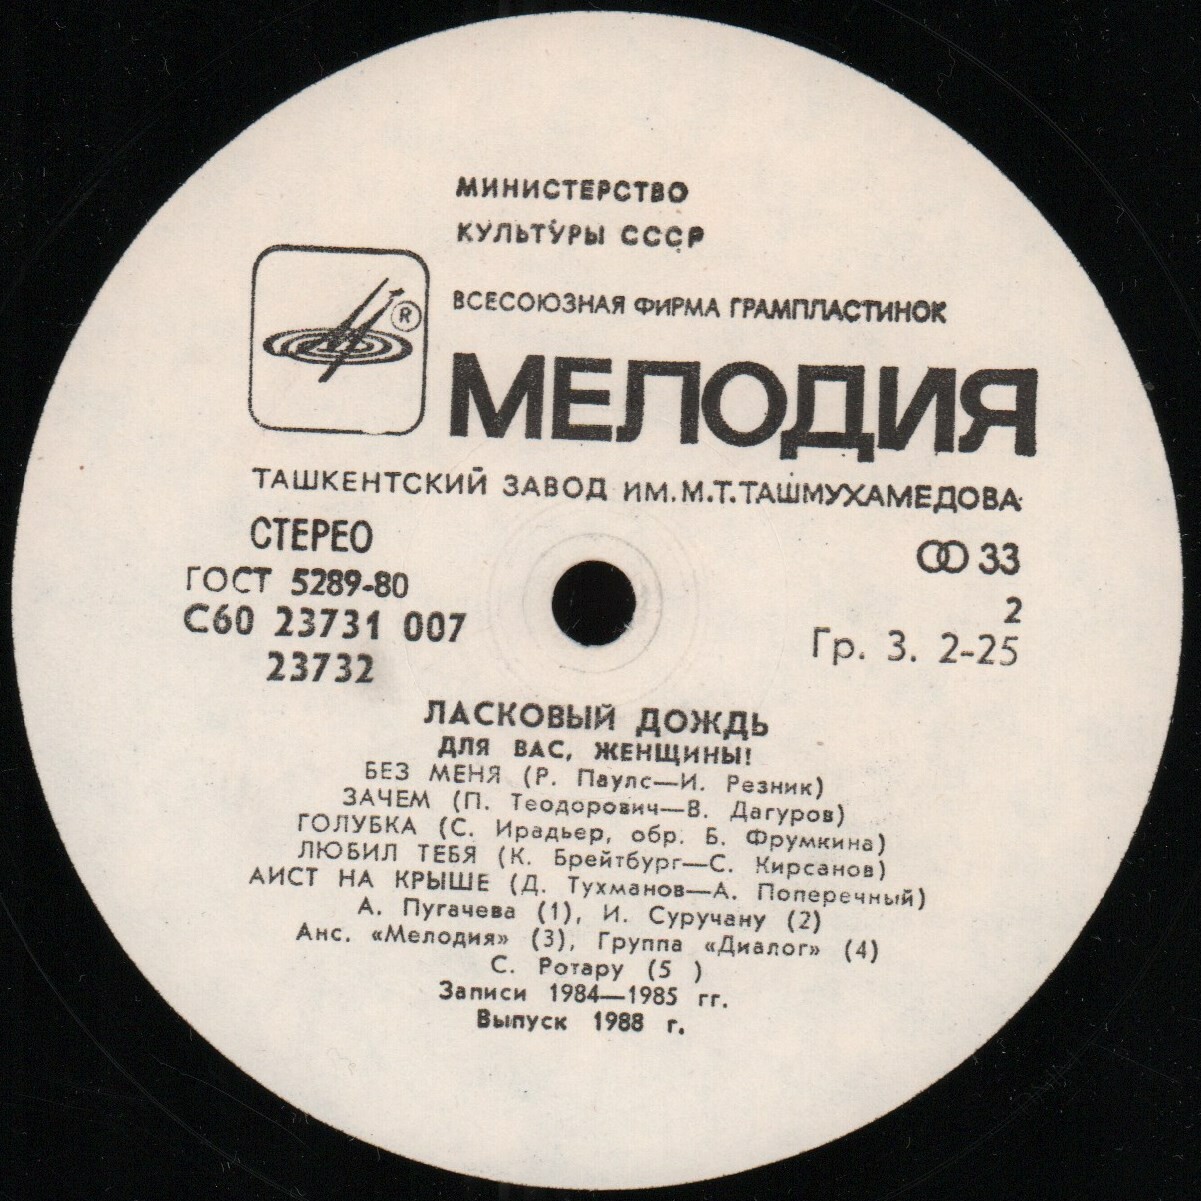 МИНИСТЕРСТВО
КУЛЬТУРЫ СССР
ВСЕСОЮЗНАЯ ФИРМА ГРАМПЛАСТИНОК
®
МЕЛОДИЯ
ТАШКЕНТСКИЙ ЗАВОД ИМ.М.Т.ТАШМУХАМЕДОВА
СТЕРЕО
ГОСТ 5289-80
С60 23731 007
23732
33
2
Гр. 3. 2-25
ЛАСКОВЫЙ ДОЖДЬ
ДЛЯ ВАС, ЖЕНЩИНЫ!
БЕЗ МЕНЯ (Р. Паулс—И. Резник)
ЗАЧЕМ (П. Теодорович—В. Дагуров)
ГОЛУБКА (С. Ирадьер, обр. Б. Фрумкина)
ЛЮБИЛ ТЕБЯ (К. Брейтбург—С. Кирсанов)
АИСТ НА КРЫШЕ (Д. Тухманов—А. Поперечный)
А. Пугачева (1), И. Суручану (2)
Анс. «Мелодия» (3), Группа «Диалог» (4)
С. Ротару (5 )
Записи 1984—1985 гг.
Выпуск 1988 г.